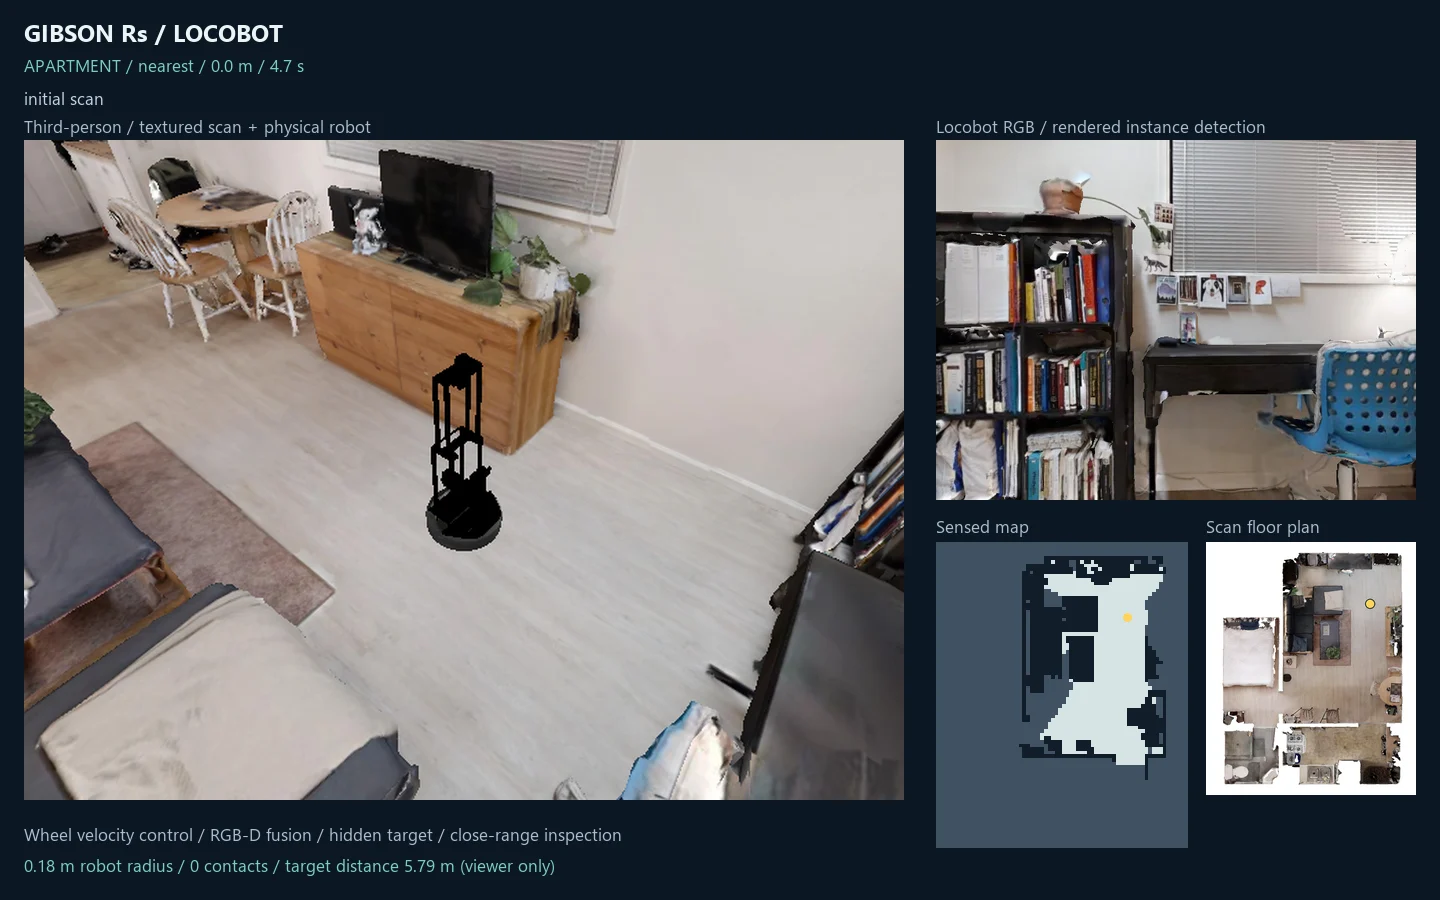 GIBSON Rs / LOCOBOT
APARTMENT / nearest / 0.0 m / 4.7 s
initial scan
Third-person / textured scan + physical robot
Locobot RGB / rendered instance detection
Sensed map
Scan floor plan
Wheel velocity control / RGB-D fusion / hidden target / close-range inspection
0.18 m robot radius / 0 contacts / target distance 5.79 m (viewer only)